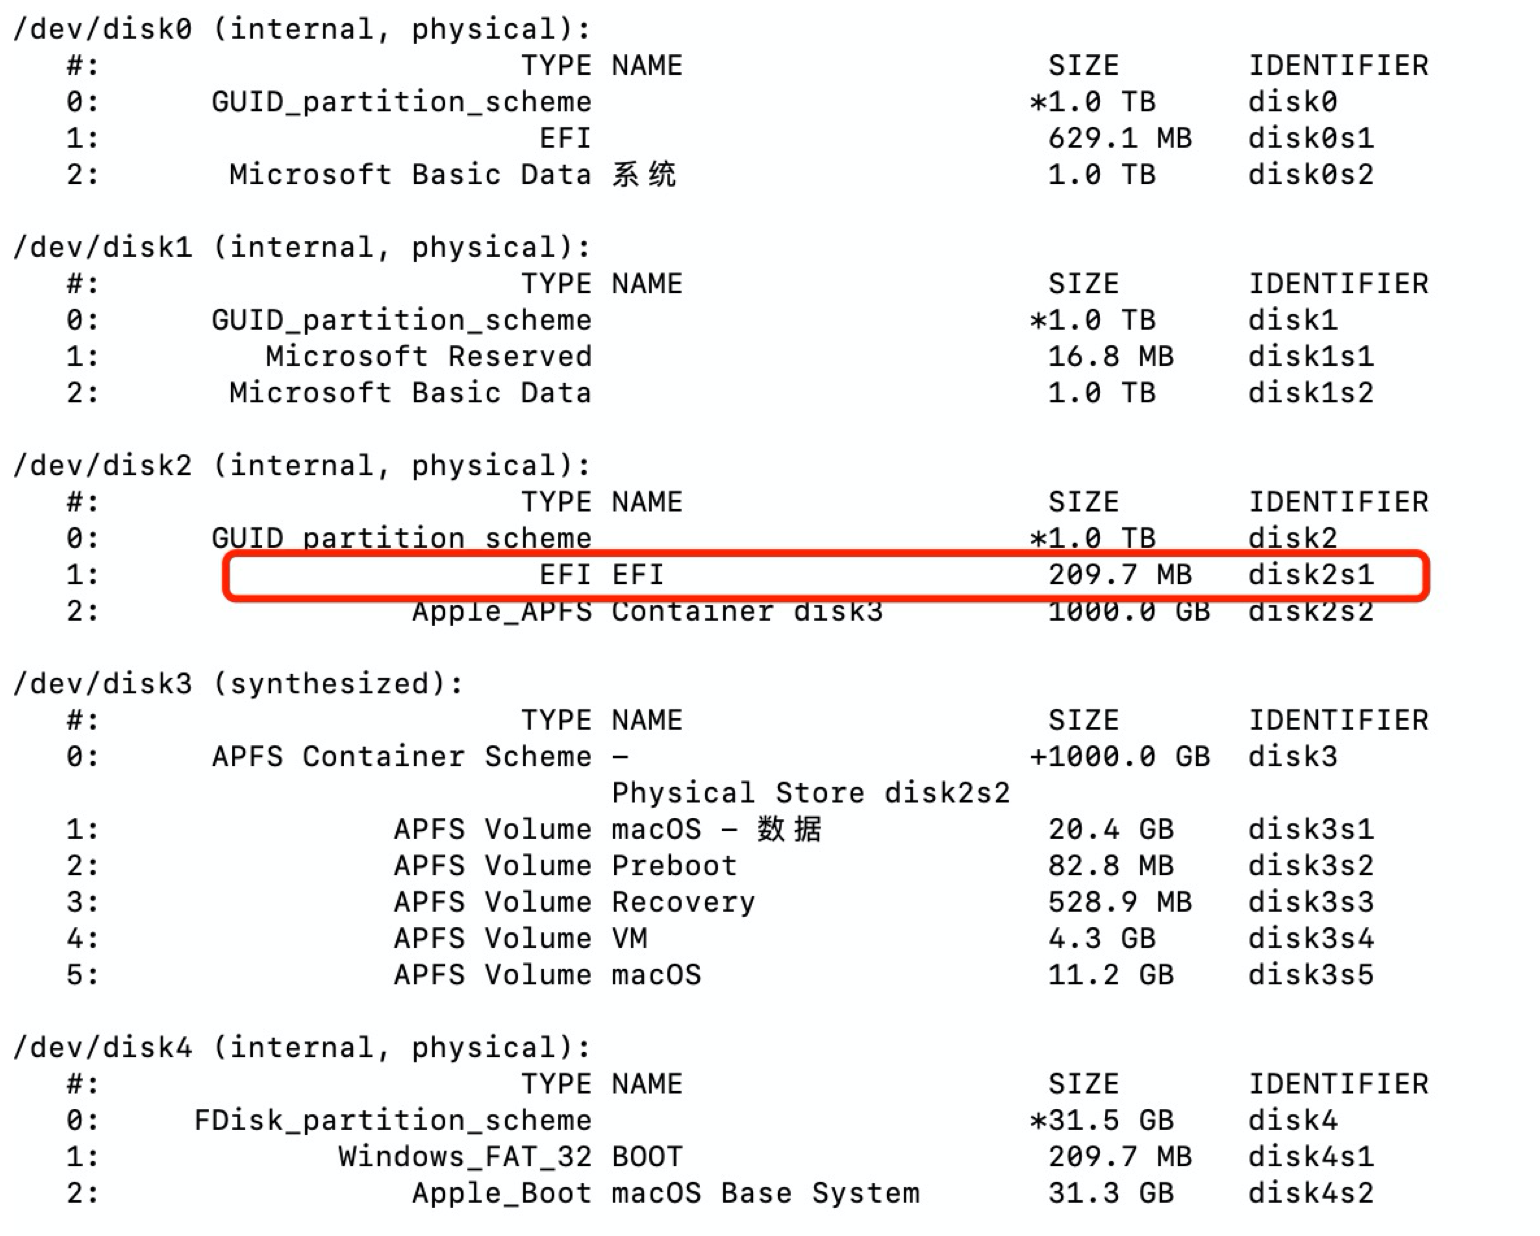 /dev/disk0 (internal, physical):
   #:                       TYPE NAME                    SIZE       IDENTIFIER
   0:      GUID_partition_scheme                        *1.0 TB     disk0
   1:                        EFI                         629.1 MB   disk0s1
   2:       Microsoft Basic Data 系统                    1.0 TB     disk0s2

/dev/disk1 (internal, physical):
   #:                       TYPE NAME                    SIZE       IDENTIFIER
   0:      GUID_partition_scheme                        *1.0 TB     disk1
   1:         Microsoft Reserved                         16.8 MB    disk1s1
   2:       Microsoft Basic Data                         1.0 TB     disk1s2

/dev/disk2 (internal, physical):
   #:                       TYPE NAME                    SIZE       IDENTIFIER
   0:      GUID_partition_scheme                        *1.0 TB     disk2
   1:                        EFI EFI                     209.7 MB   disk2s1
   2:                 Apple_APFS Container disk3         1000.0 GB  disk2s2

/dev/disk3 (synthesized):
   #:                       TYPE NAME                    SIZE       IDENTIFIER
   0:      APFS Container Scheme -                      +1000.0 GB  disk3
                                 Physical Store disk2s2
   1:                APFS Volume macOS - 数据            20.4 GB    disk3s1
   2:                APFS Volume Preboot                 82.8 MB    disk3s2
   3:                APFS Volume Recovery                528.9 MB   disk3s3
   4:                APFS Volume VM                      4.3 GB     disk3s4
   5:                APFS Volume macOS                   11.2 GB    disk3s5

/dev/disk4 (internal, physical):
   #:                       TYPE NAME                    SIZE       IDENTIFIER
   0:     FDisk_partition_scheme                        *31.5 GB    disk4
   1:             Windows_FAT_32 BOOT                    209.7 MB   disk4s1
   2:                 Apple_Boot macOS Base System       31.3 GB    disk4s2